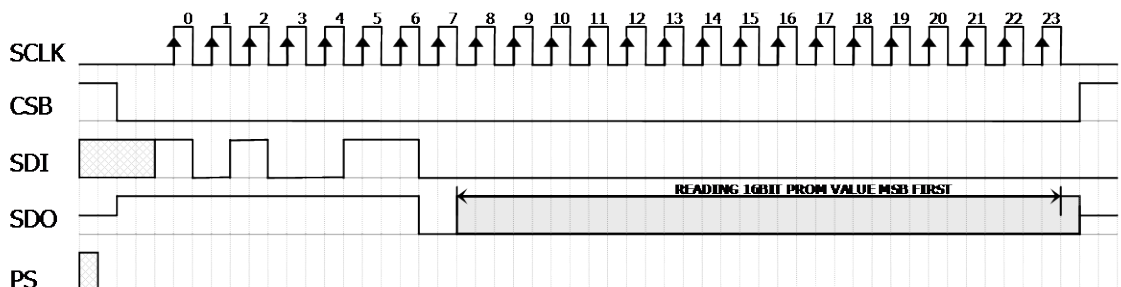 0 1 2 3 4 5 6 7 8 9 10 11 12 13 14 15 16 17 18 19 20 21 22 23
SCLK
CSB
SDI
READING 16BIT PROM VALUE MSB FIRST
SDO
PS